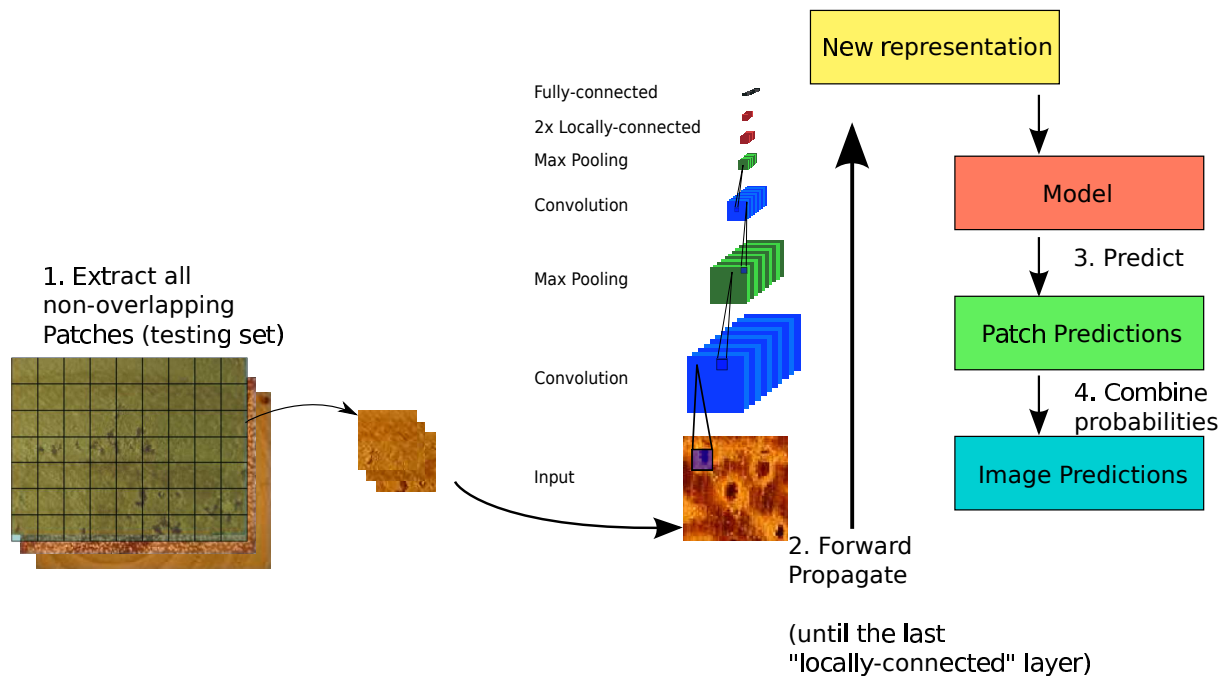 1. Extract all
non-overlapping
Patches (testing set)
Fully-connected
2x Locally-connected
Max Pooling
Convolution
Max Pooling
Convolution
Input
2. Forward
Propagate
(until the last
"locally-connected" layer)
New representation
Model
3. Predict
Patch Predictions
4. Combine
probabilities
Image Predictions